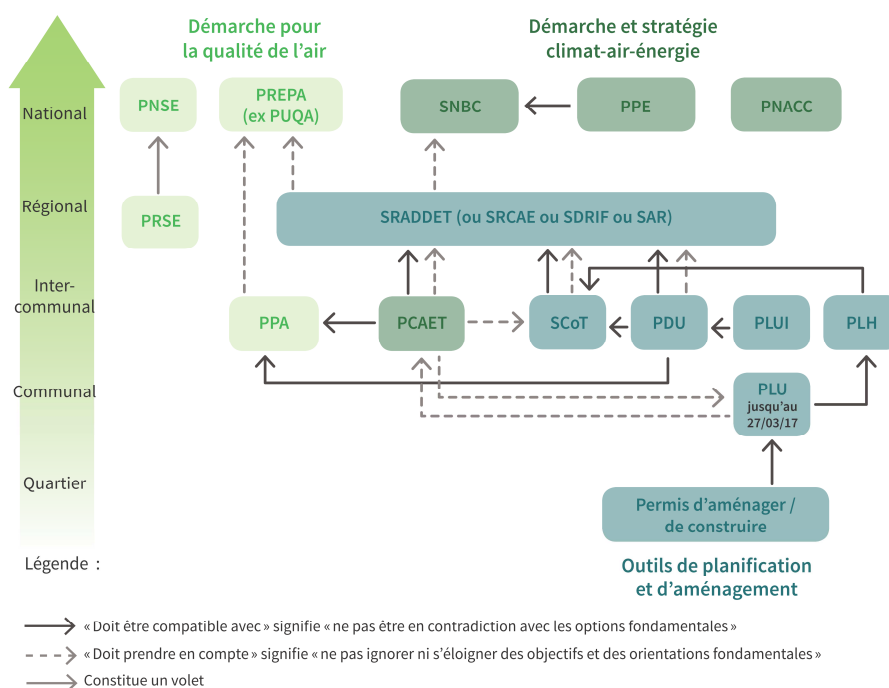 Démarche pour
la qualité de l’air
Démarche et stratégie
climat-air-énergie
National
PNSE
PREPA
(ex PUQA)
SNBC
PPE
PNACC
Régional
PRSE
SRADDET (ou SRCAE ou SDRIF ou SAR)
Inter-
communal
PPA
PCAET
SCoT
PDU
PLUI
PLH
Communal
PLU
jusqu’au
27/03/17
Quartier
Permis d’aménager /
de construire
Légende :
Outils de planification
et d’aménagement
« Doit être compatible avec » signifie « ne pas être en contradiction avec les options fondamentales »
« Doit prendre en compte » signifie « ne pas ignorer ni s’éloigner des objectifs et des orientations fondamentales »
Constitue un volet